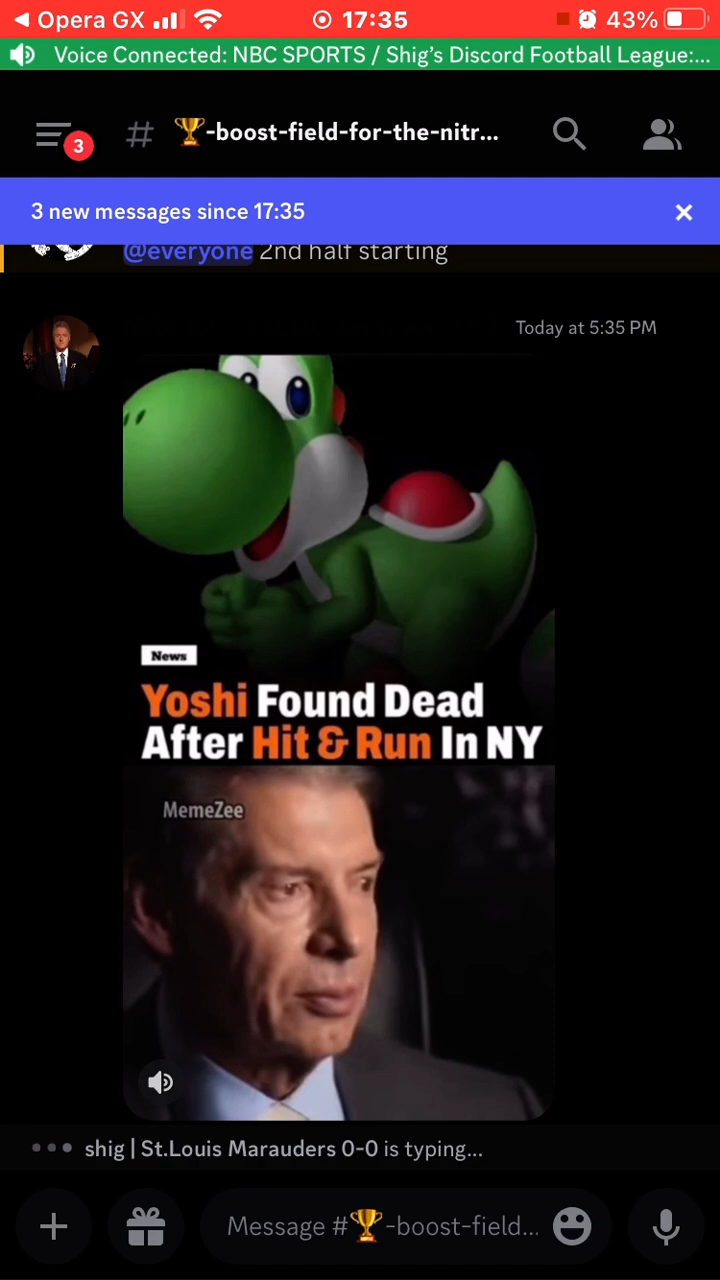 Opera GX
17:35
43%
Voice Connected: NBC SPORTS / Shig's Discord Football League:...
3
# 🏆-boost-field-for-the-nitr...
3 new messages since 17:35
@everyone 2nd half starting
Today at 5:35 PM
News
Yoshi Found Dead
After Hit & Run In NY
MemeZee
shig | St.Louis Marauders 0-0 is typing...
Message #🏆-boost-field...